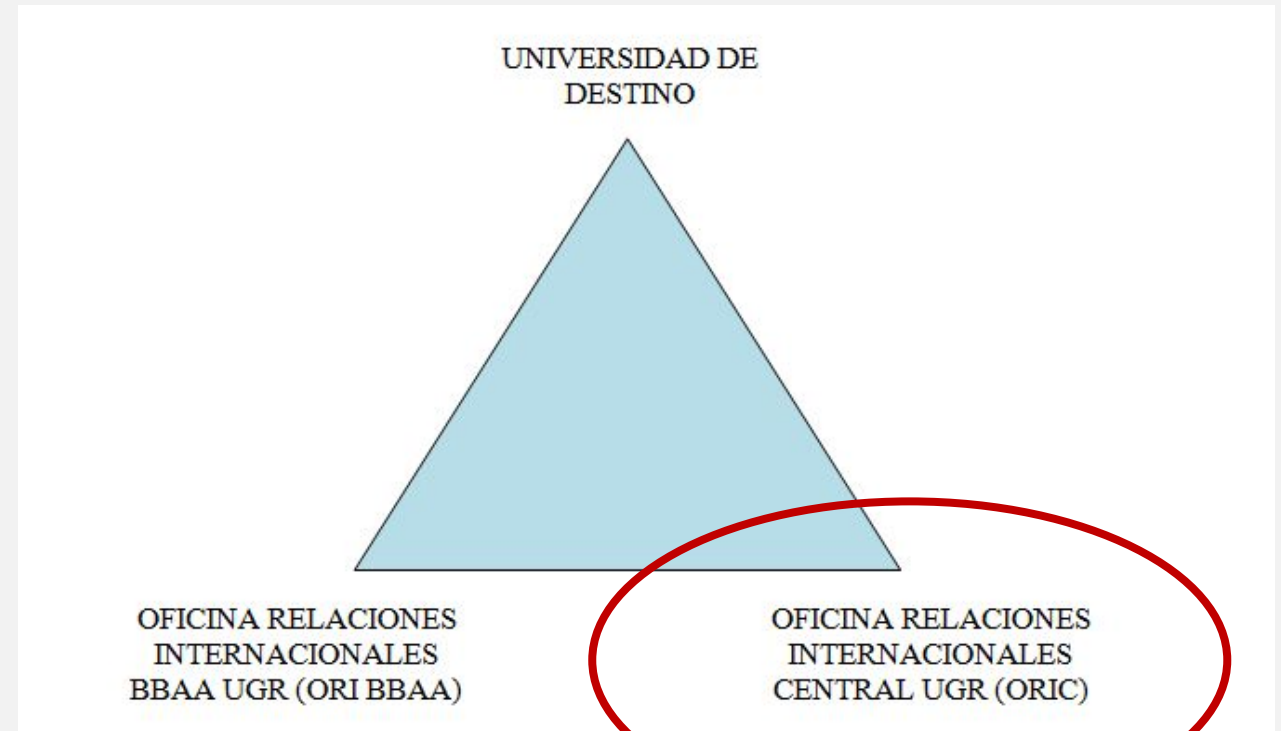 UNIVERSIDAD DE
DESTINO
OFICINA RELACIONES
INTERNACIONALES
BBAA UGR (ORI BBAA)
OFICINA RELACIONES
INTERNACIONALES
CENTRAL UGR (ORIC)